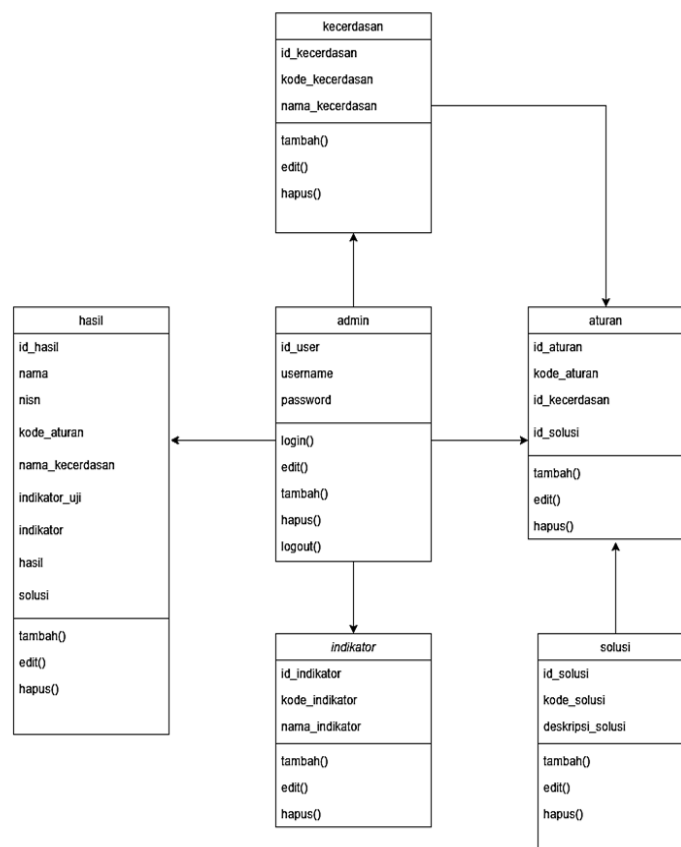 kecerdasan
id_kecerdasan
kode_kecerdasan
nama_kecerdasan
tambah()
edit()
hapus()
hasil
id_hasil
nama
nisn
kode_aturan
nama_kecerdasan
indikator_uji
indikator
hasil
solusi
tambah()
edit()
hapus()
admin
id_user
username
password
login()
edit()
tambah()
hapus()
logout()
aturan
id_aturan
kode_aturan
id_kecerdasan
id_solusi
tambah()
edit()
hapus()
indikator
id_indikator
kode_indikator
nama_indikator
tambah()
edit()
hapus()
solusi
id_solusi
kode_solusi
deskripsi_solusi
tambah()
edit()
hapus()